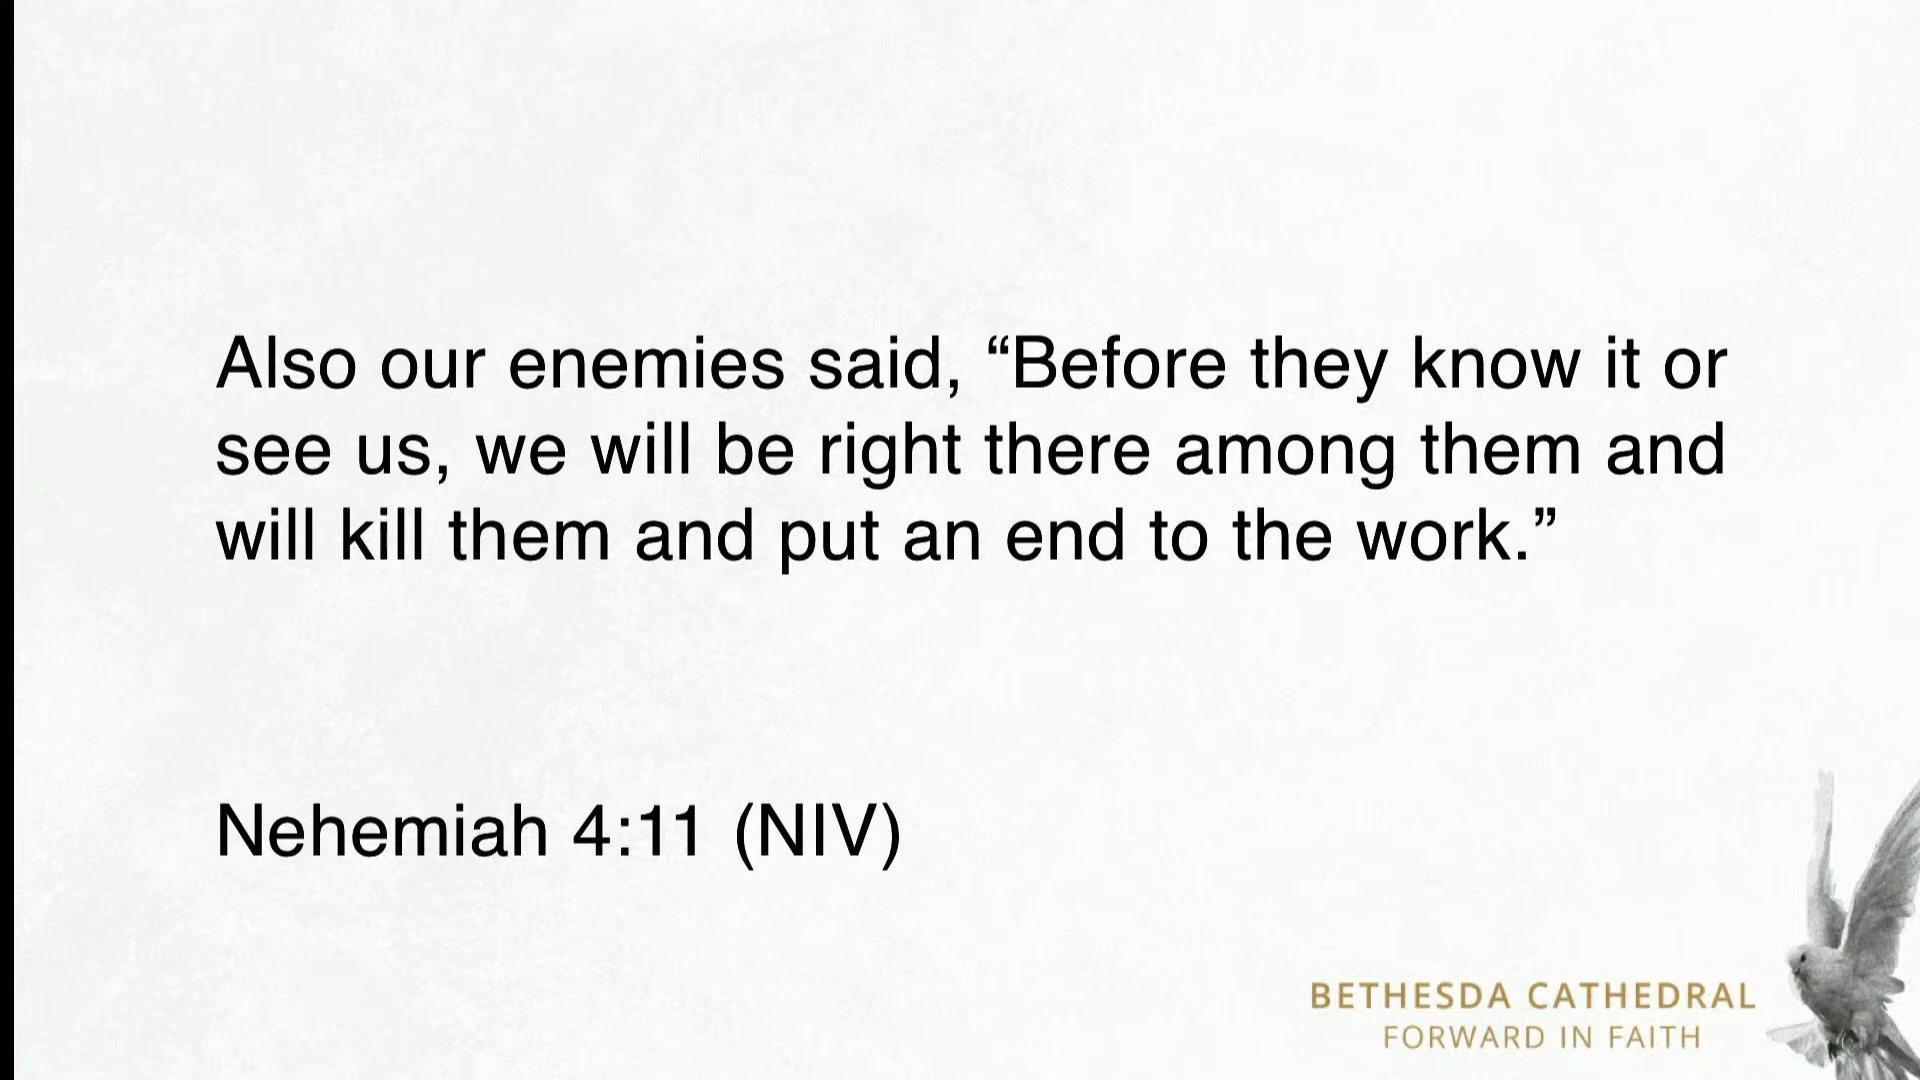 Also our enemies said, “Before they know it or
see us, we will be right there among them and
will kill them and put an end to the work.”
Nehemiah 4:11 (NIV)
BETHESDA CATHEDRAL
FORWARD IN FAITH